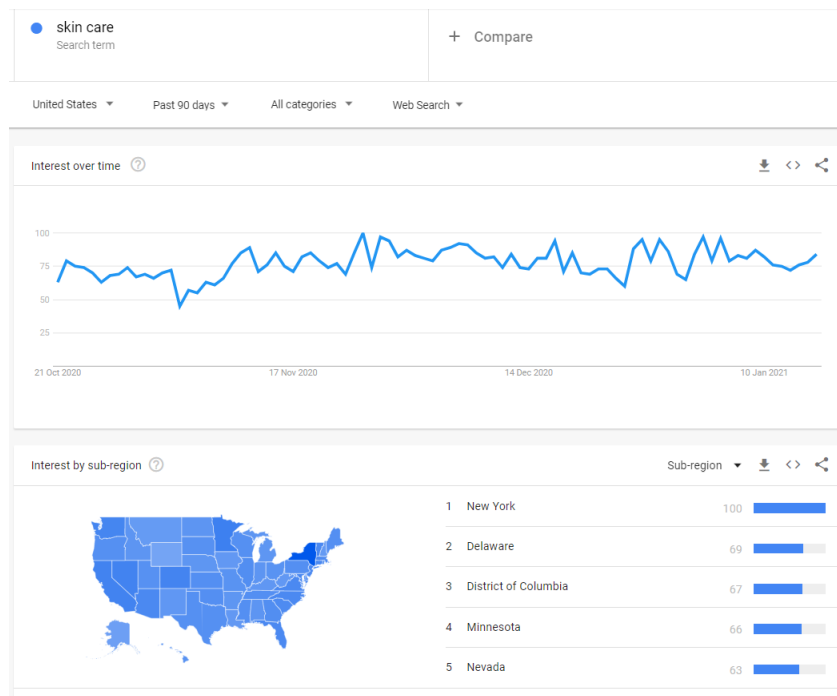 skin care
Search term
+ Compare
United States
Past 90 days
All categories
Web Search
Interest over time
100
75
50
25
21 Oct 2020
17 Nov 2020
14 Dec 2020
10 Jan 2021
Interest by sub-region
Sub-region
1 New York 100
2 Delaware 69
3 District of Columbia 67
4 Minnesota 66
5 Nevada 63